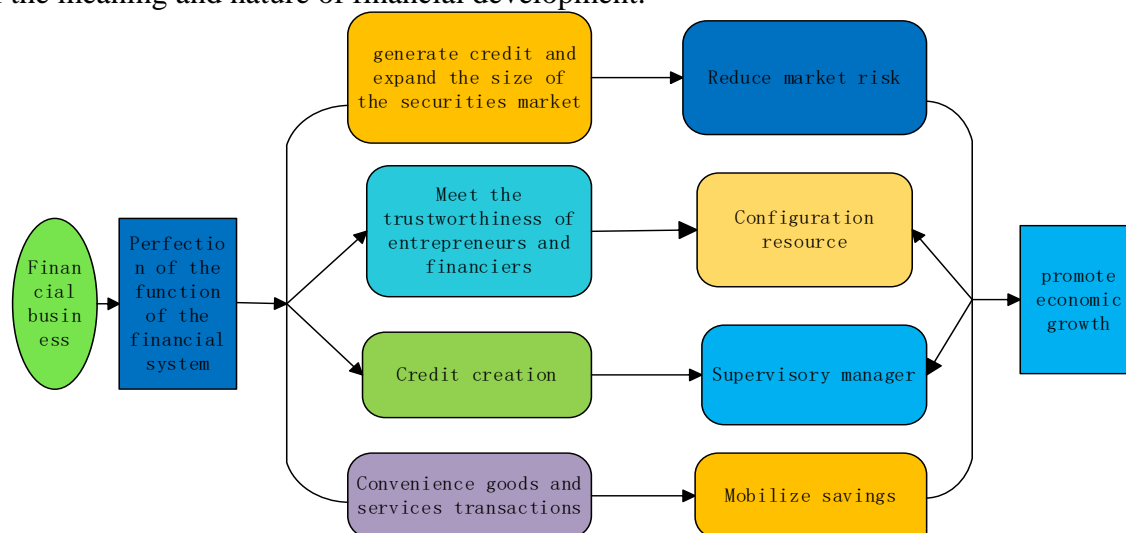 the meaning and nature of financial development.
generate credit and
expand the size of
the securities market
Reduce market risk
Meet the
trustworthiness of
entrepreneurs and
financiers
Configuration
resource
Finan
cial
busin
ess
Perfectio
n of the
function
of the
financial
system
promote
economic
growth
Credit creation
Supervisory manager
Convenience goods and
services transactions
Mobilize savings